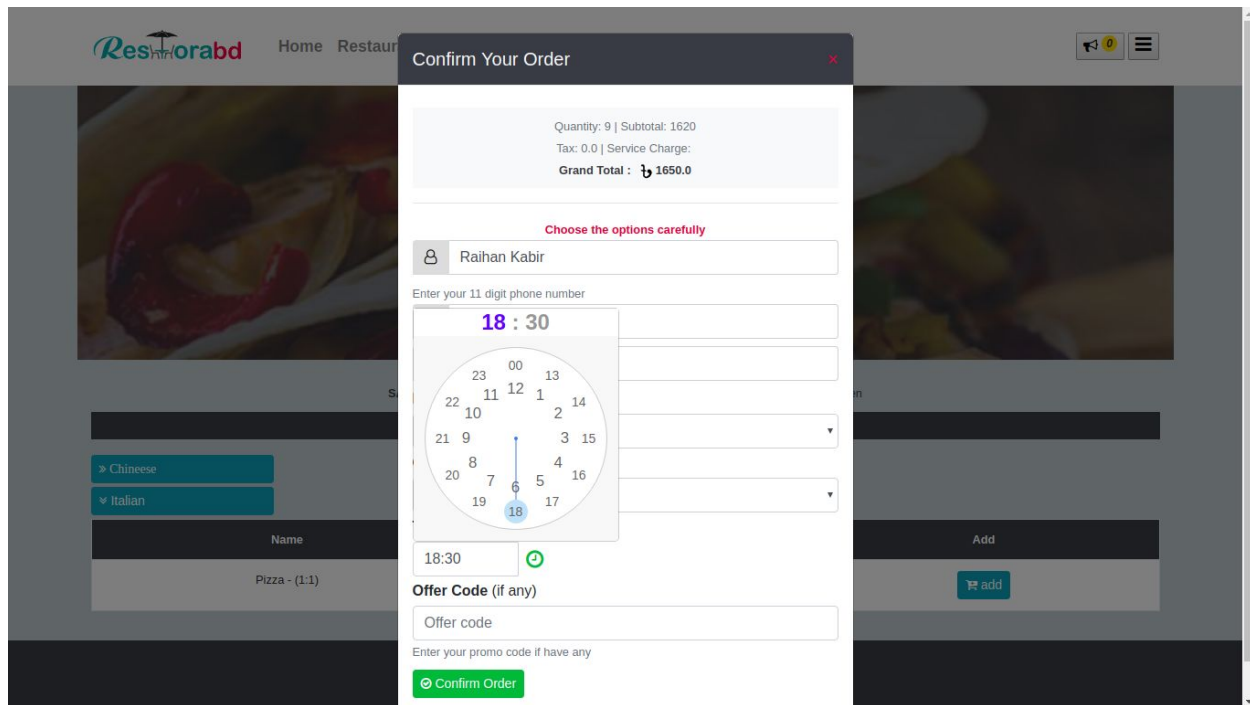 Resthorabd
Home Restaur
0
Confirm Your Order
×
Quantity: 9 | Subtotal: 1620
Tax: 0.0 | Service Charge:
Grand Total : ৳ 1650.0
Choose the options carefully
Raihan Kabir
Enter your 11 digit phone number
18 : 30
00
23 13
12
11 1
22 14
10 2
21 9 3 15
8 4
20 16
7 5
6
19 17
18
» Chineese
Italian
Name
Add
Pizza - (1:1)
add
18:30
Offer Code (if any)
Offer code
Enter your promo code if have any
Confirm Order